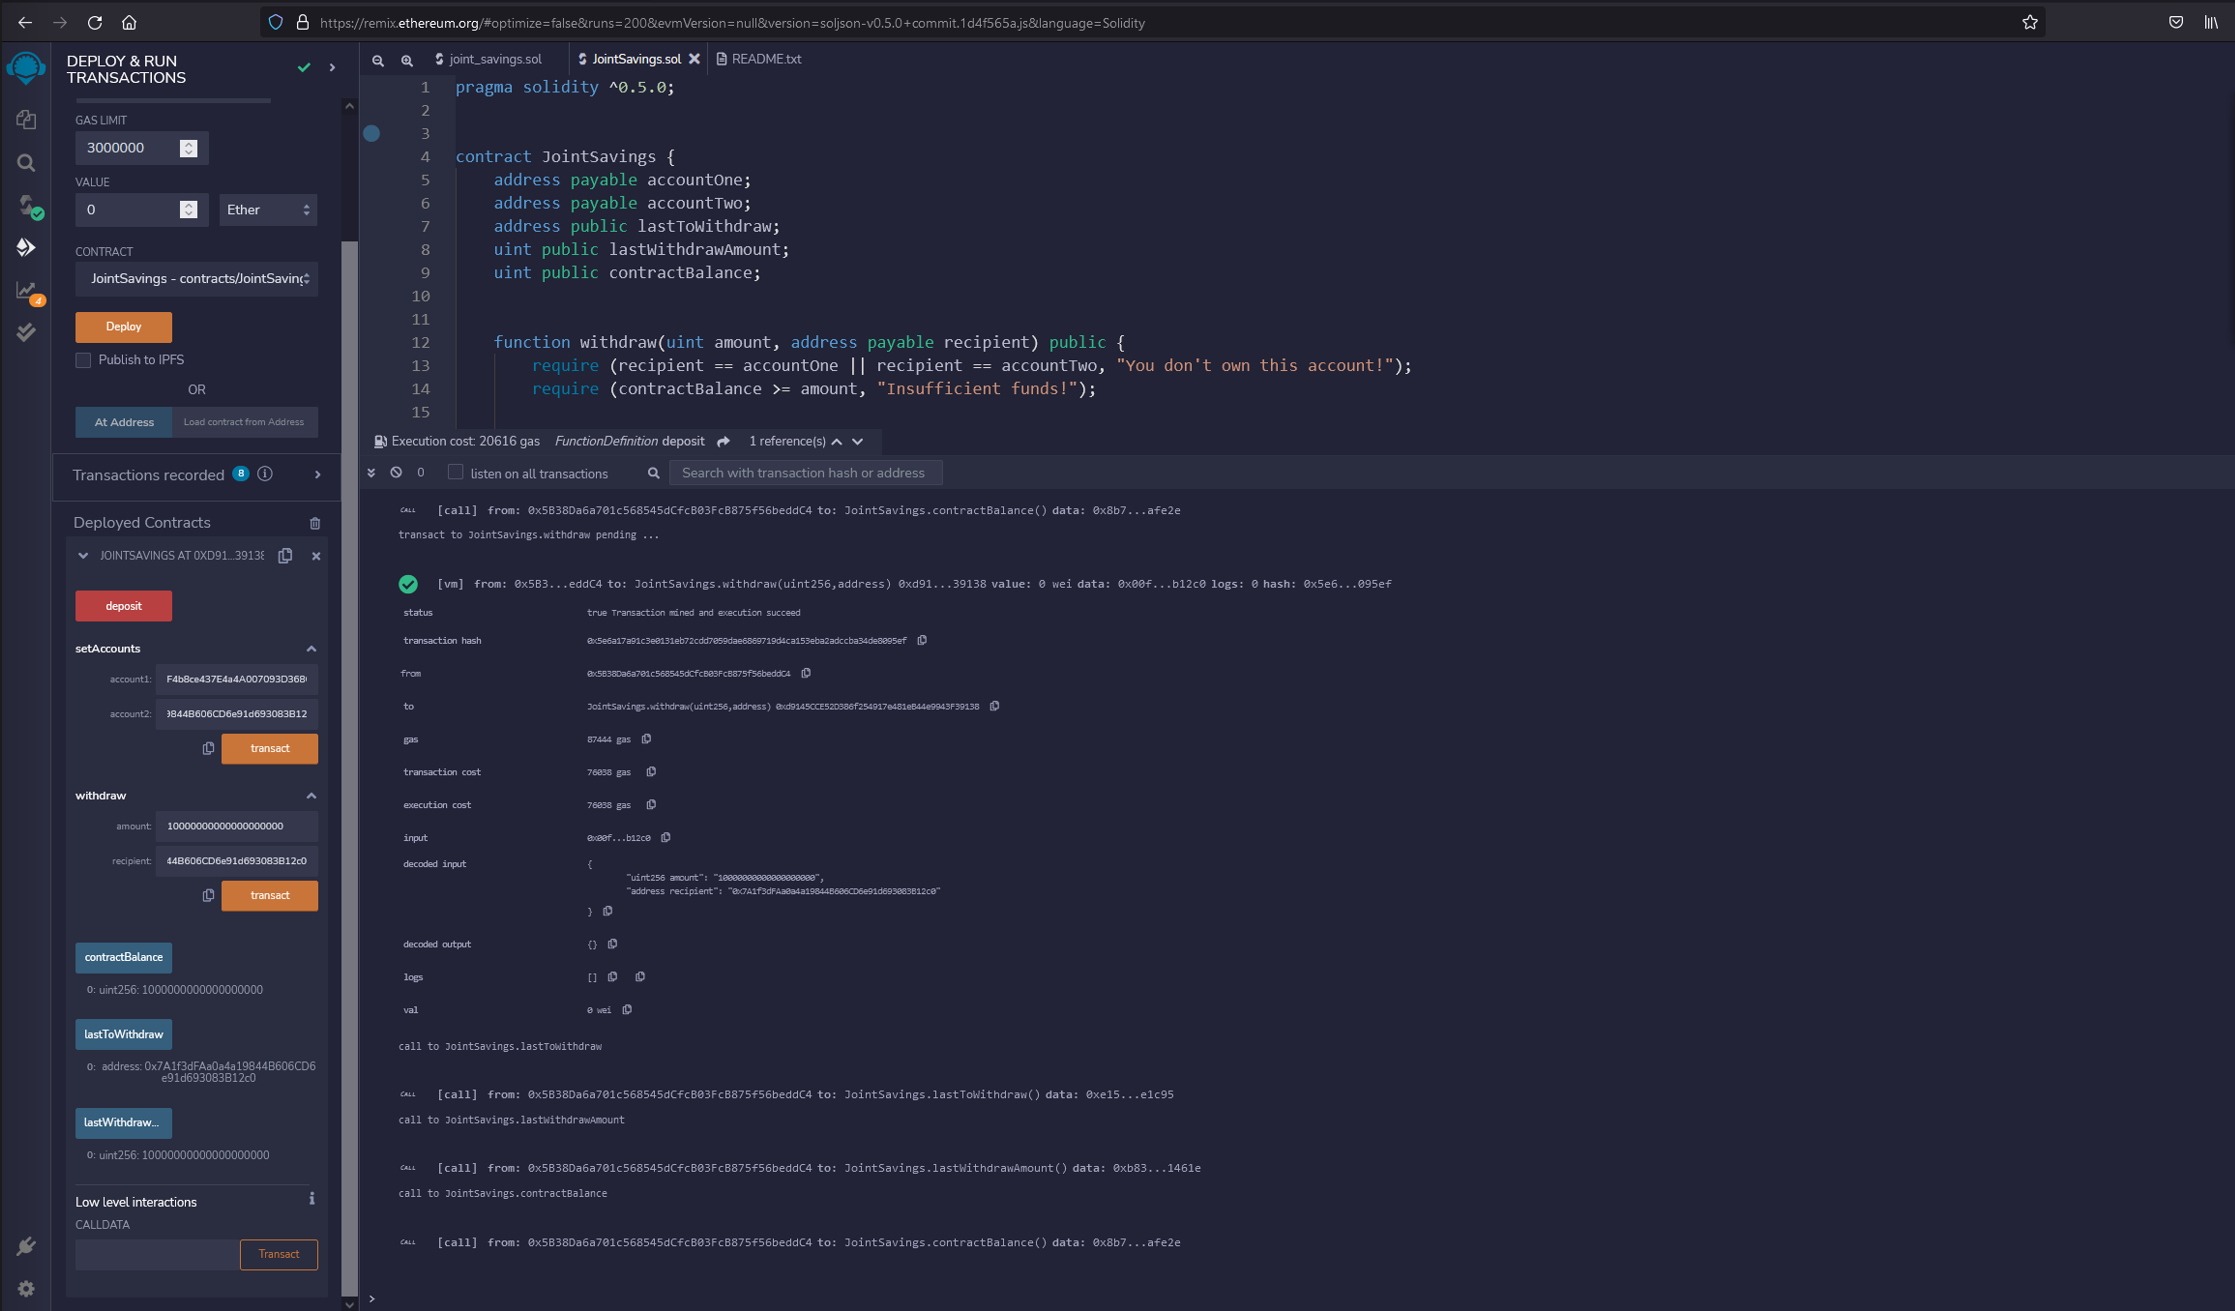 https://remix.ethereum.org/#optimize=false&runs=200&evmVersion=null&version=soljson-v0.5.0+commit.1d4f565a.js&language=Solidity
DEPLOY & RUN
TRANSACTIONS
GAS LIMIT
3000000
VALUE
0
Ether
CONTRACT
JointSavings - contracts/JointSaving
Deploy
Publish to IPFS
OR
At Address
Load contract from Address
Transactions recorded 8
Deployed Contracts
JOINTSAVINGS AT 0XD91...39138
deposit
setAccounts
account1: F4b8ce437E4a4A007093D368
account2: 9844B606CD6e91d693083B12
transact
withdraw
amount: 10000000000000000000
recipient: 44B606CD6e91d693083B12c0
transact
contractBalance
0: uint256: 1000000000000000000
lastToWithdraw
0: address: 0x7A1f3dFAa0a4a19844B606CD6
e91d693083B12c0
lastWithdraw...
0: uint256: 10000000000000000000
Low level interactions
CALLDATA
Transact
4
joint_savings.sol
JointSavings.sol
README.txt
1 pragma solidity ^0.5.0;
2
3
4 contract JointSavings {
5 address payable accountOne;
6 address payable accountTwo;
7 address public lastToWithdraw;
8 uint public lastWithdrawAmount;
9 uint public contractBalance;
10
11
12 function withdraw(uint amount, address payable recipient) public {
13 require (recipient == accountOne || recipient == accountTwo, "You don't own this account!");
14 require (contractBalance >= amount, "Insufficient funds!");
15
Execution cost: 20616 gas FunctionDefinition deposit 1 reference(s)
0 listen on all transactions Search with transaction hash or address
CALL [call] from: 0x5B38Da6a701c568545dCfcB03FcB875f56beddC4 to: JointSavings.contractBalance() data: 0x8b7...afe2e
transact to JointSavings.withdraw pending ...
[vm] from: 0x5B3...eddC4 to: JointSavings.withdraw(uint256,address) 0xd91...39138 value: 0 wei data: 0x00f...b12c0 logs: 0 hash: 0x5e6...095ef
status true Transaction mined and execution succeed
transaction hash 0x5e6a17a91c3e0131eb72cdd7059dae6869719d4ca153eba2adccba34de8095ef
from 0x5B38Da6a701c568545dCfcB03FcB875f56beddC4
to JointSavings.withdraw(uint256,address) 0xd9145CCE52D386f254917e481eB44e9943F39138
gas 87444 gas
transaction cost 76038 gas
execution cost 76038 gas
input 0x00f...b12c0
decoded input {
"uint256 amount": "10000000000000000000",
"address recipient": "0x7A1f3dFAa0a4a19844B606CD6e91d693083B12c0"
}
decoded output {}
logs []
val 0 wei
call to JointSavings.lastToWithdraw
CALL [call] from: 0x5B38Da6a701c568545dCfcB03FcB875f56beddC4 to: JointSavings.lastToWithdraw() data: 0xe15...e1c95
call to JointSavings.lastWithdrawAmount
CALL [call] from: 0x5B38Da6a701c568545dCfcB03FcB875f56beddC4 to: JointSavings.lastWithdrawAmount() data: 0xb83...1461e
call to JointSavings.contractBalance
CALL [call] from: 0x5B38Da6a701c568545dCfcB03FcB875f56beddC4 to: JointSavings.contractBalance() data: 0x8b7...afe2e
>